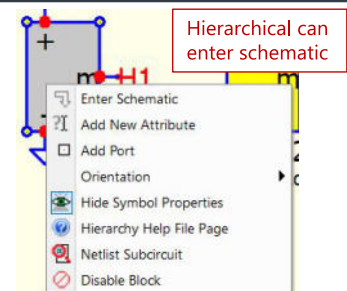 Hierarchical can
enter schematic
+
m
H1
m
Enter Schematic
?I Add New Attribute
Add Port
Orientation
Hide Symbol Properties
Hierarchy Help File Page
Netlist Subcircuit
Disable Block